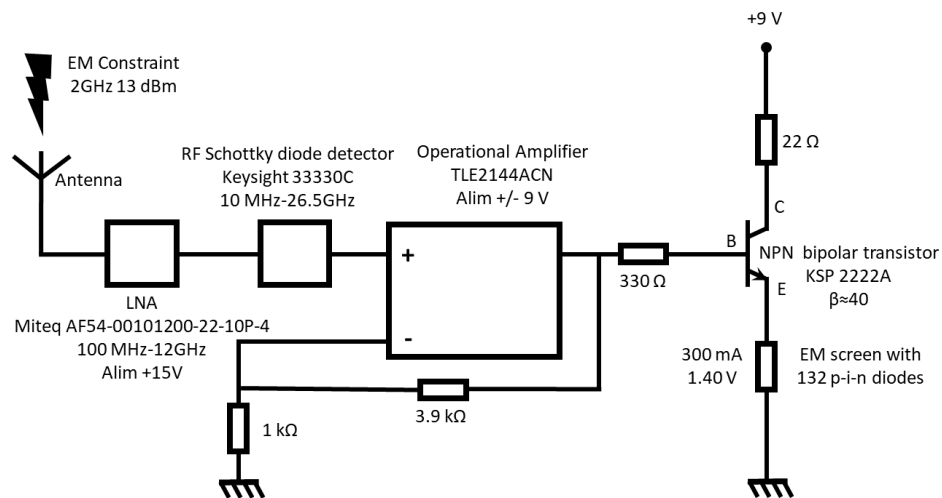 +9 V
EM Constraint
2GHz 13 dBm
22 Ω
RF Schottky diode detector
Keysight 33330C
10 MHz-26.5GHz
Operational Amplifier
TLE2144ACN
Alim +/- 9 V
Antenna
C
B
NPN bipolar transistor
KSP 2222A
β≈40
E
+
-
330 Ω
LNA
Miteq AF54-00101200-22-10P-4
100 MHz-12GHz
Alim +15V
300 mA
1.40 V
EM screen with
132 p-i-n diodes
3.9 kΩ
1 kΩ